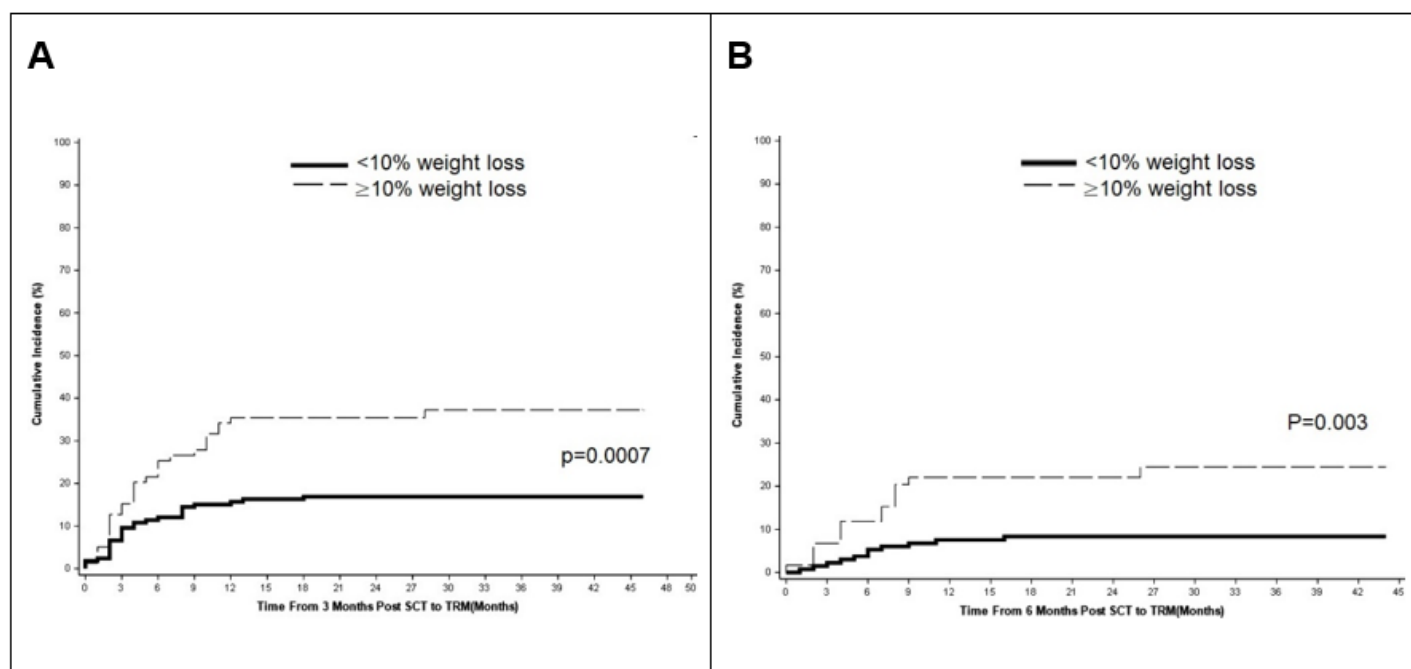 A
<10% weight loss
≥10% weight loss
100
90
80
70
60
50
40
30
20
10
0
Cumulative Incidence (%)
p=0.0007
0 3 6 9 12 15 18 21 24 27 30 33 36 39 42 45 48 50
Time From 3 Months Post SCT to TRM(Months)
B
<10% weight loss
≥10% weight loss
100
90
80
70
60
50
40
30
20
10
0
Cumulative Incidence (%)
P=0.003
0 3 6 9 12 15 18 21 24 27 30 33 36 39 42 44
Time From 6 Months Post SCT to TRM(Months)